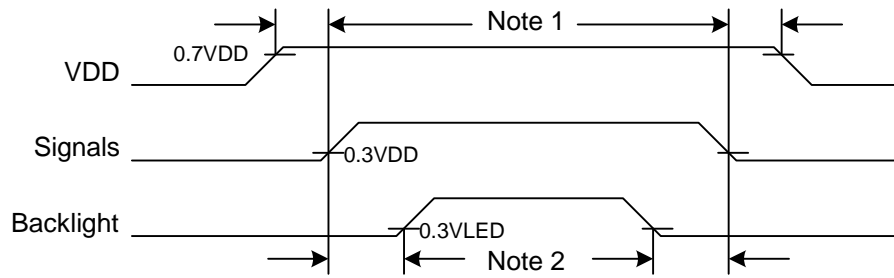 Note 1
0.7VDD
VDD
Signals
0.3VDD
Backlight
0.3VLED
Note 2